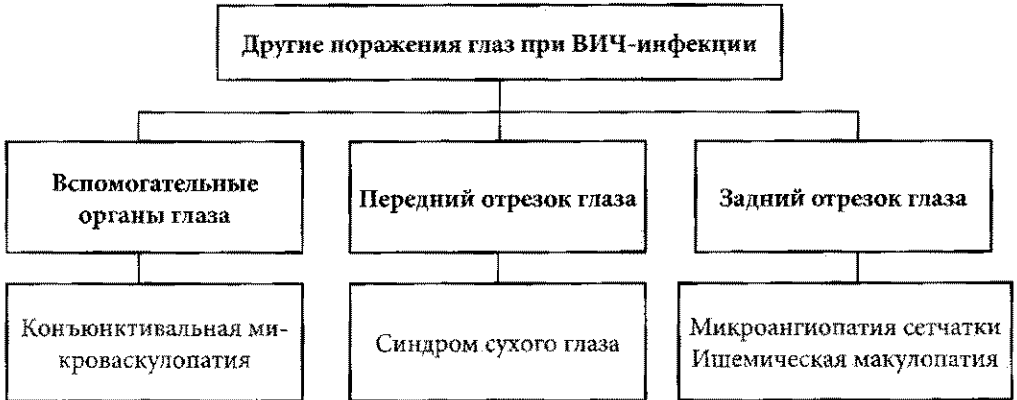 Другие поражения глаз при ВИЧ-инфекции
Вспомогательные
органы глаза
Передний отрезок глаза
Задний отрезок глаза
Конъюнктивальная ми-
кроваскулопатия
Синдром сухого глаза
Микроангиопатия сетчатки
Ишемическая макулопатия